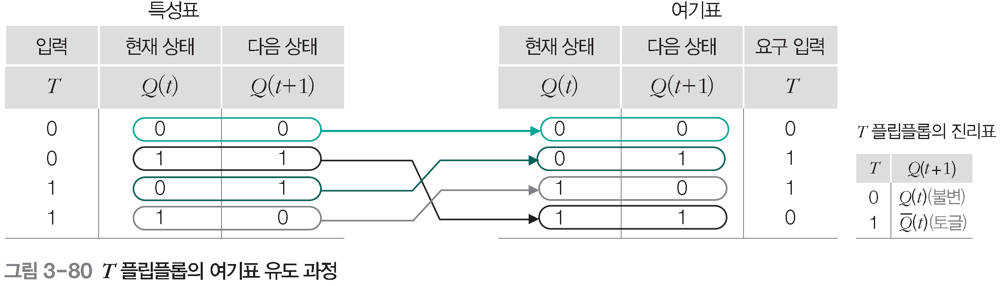 특성표
입력 현재 상태 다음 상태
T Q(t) Q(t+1)
0 0 0
0 1 1
1 0 1
1 1 0
여기표
현재 상태 다음 상태 요구 입력
Q(t) Q(t+1) T
0 0 0
0 1 1
1 0 1
1 1 0
T 플립플롭의 진리표
T Q(t+1)
0 Q(t)(불변)
1 Q̅(t)(토글)
그림 3-80 T 플립플롭의 여기표 유도 과정